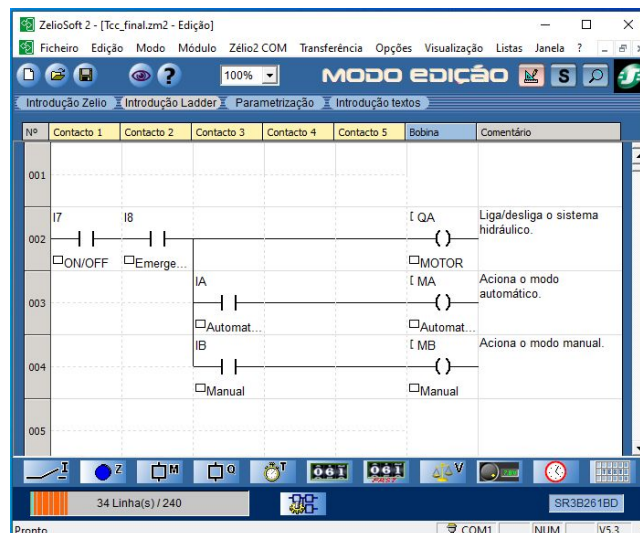 ZelioSoft 2 - [Tcc_final.zm2 - Edição]
Ficheiro Edição Modo Módulo Zélio2 COM Transferência Opções Visualização Listas Janela ?
100% MODO EDIÇÃO S
Introdução Zelio Introdução Ladder Parametrização Introdução textos
Nº Contacto 1 Contacto 2 Contacto 3 Contacto 4 Contacto 5 Bobina Comentário
001
I7 I8 [ QA Liga/desliga o sistema
hidráulico.
002
ON/OFF Emerge... MOTOR
IA [ MA Aciona o modo
automático.
003
Automat... Automat...
IB [ MB Aciona o modo manual.
004
Manual Manual
005
I Z M Q T 061 061 PRST V
34 Linha(s) / 240 SR3B261BD
Pronto COM1 NUM V5.3